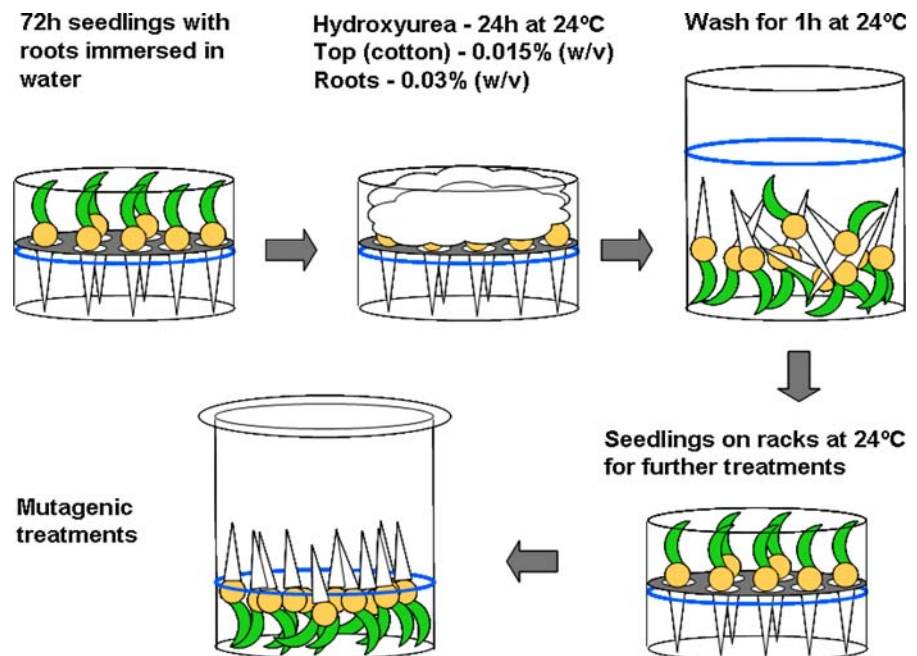 72h seedlings with
roots immersed in
water
Hydroxyurea - 24h at 24ºC
Top (cotton) - 0.015% (w/v)
Roots - 0.03% (w/v)
Wash for 1h at 24ºC
Seedlings on racks at 24ºC
for further treatments
Mutagenic
treatments